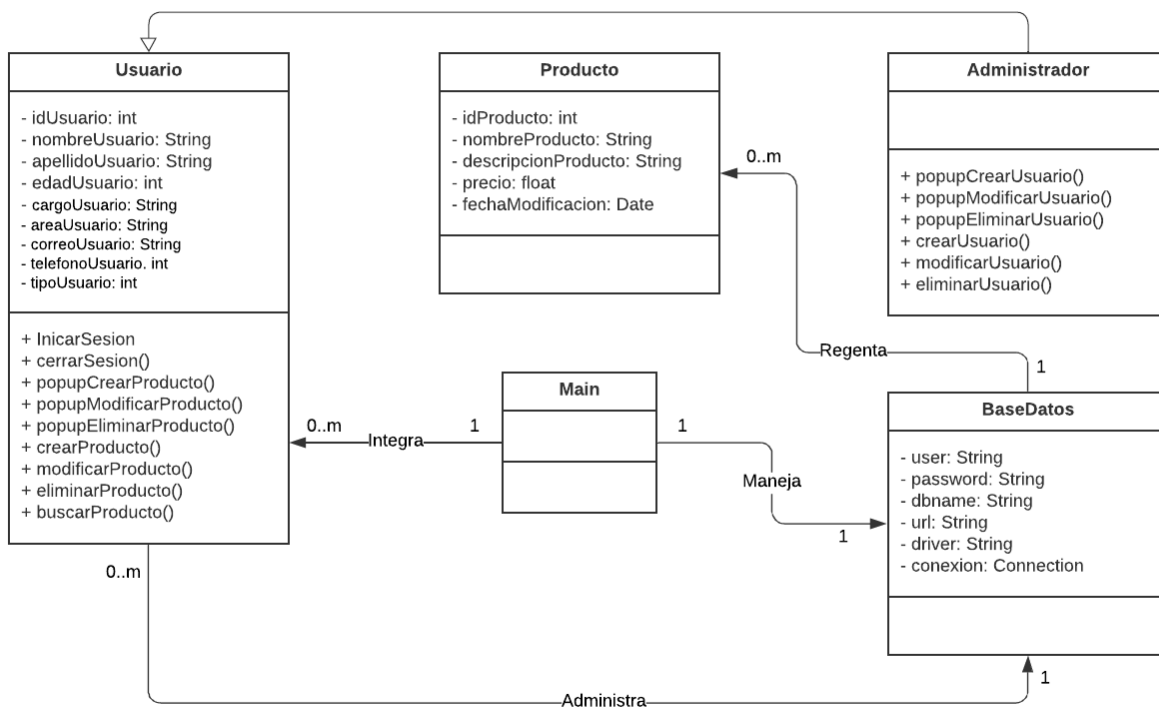 Usuario
- idUsuario: int
- nombreUsuario: String
- apellidoUsuario: String
- edadUsuario: int
- cargoUsuario: String
- areaUsuario: String
- correoUsuario: String
- telefonoUsuario. int
- tipoUsuario: int
+ InicarSesion
+ cerrarSesion()
+ popupCrearProducto()
+ popupModificarProducto()
+ popupEliminarProducto()
+ crearProducto()
+ modificarProducto()
+ eliminarProducto()
+ buscarProducto()
Producto
- idProducto: int
- nombreProducto: String
- descripcionProducto: String
- precio: float
- fechaModificacion: Date
Administrador
+ popupCrearUsuario()
+ popupModificarUsuario()
+ popupEliminarUsuario()
+ crearUsuario()
+ modificarUsuario()
+ eliminarUsuario()
0..m
Regenta
1
Main
0..m
Integra
1
1
Maneja
1
BaseDatos
- user: String
- password: String
- dbname: String
- url: String
- driver: String
- conexion: Connection
0..m
Administra
1